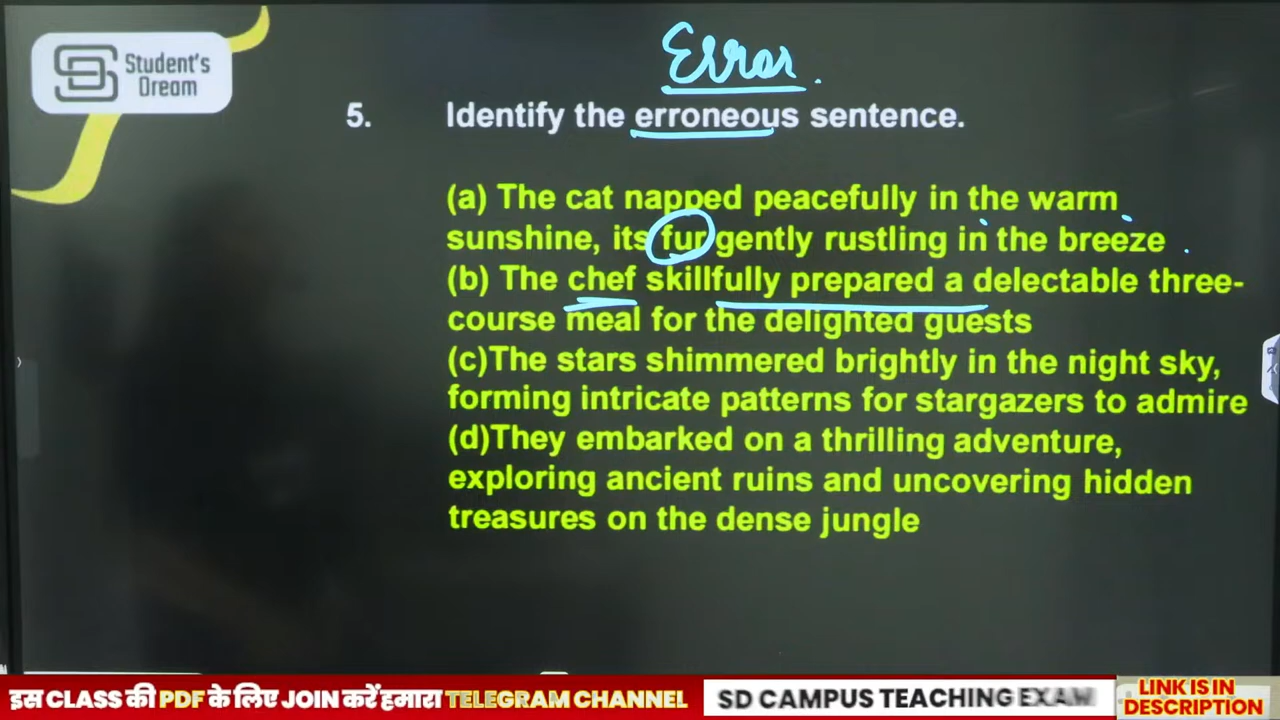 Error.
Student's
Dream
5. Identify the erroneous sentence.
(a) The cat napped peacefully in the warm
sunshine, its fur gently rustling in the breeze
(b) The chef skillfully prepared a delectable three-
course meal for the delighted guests
(c)The stars shimmered brightly in the night sky,
forming intricate patterns for stargazers to admire
(d)They embarked on a thrilling adventure,
exploring ancient ruins and uncovering hidden
treasures on the dense jungle
इस CLASS की PDF के लिए JOIN करें हमारा TELEGRAM CHANNEL
SD CAMPUS TEACHING EXAM
LINK IS IN
DESCRIPTION